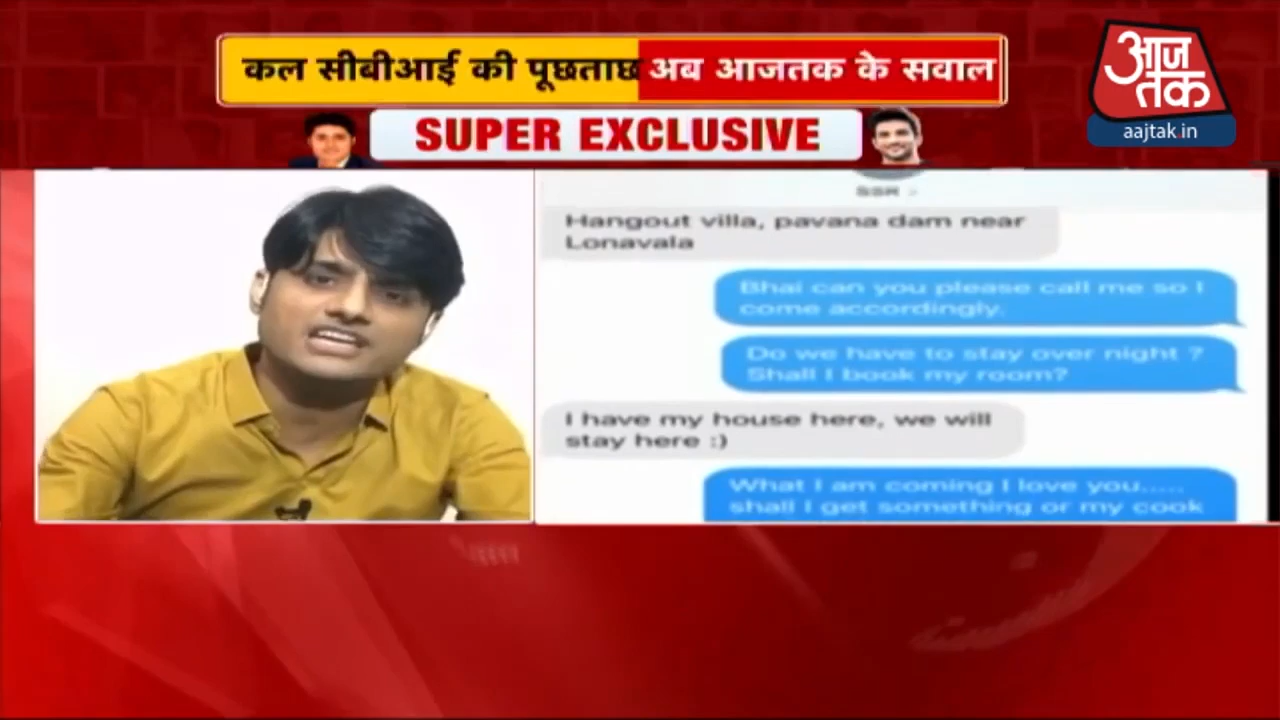 कल सीबीआई की पूछताछ अब आजतक के सवाल
आज
तक
aajtak.in
SUPER EXCLUSIVE
SSR >
Hangout villa, pavana dam near
Lonavala
Bhai can you please call me so I
come accordingly.
Do we have to stay over night ?
Shall I book my room?
I have my house here, we will
stay here :)
What I am coming I love you.....
shall I get something or my cook